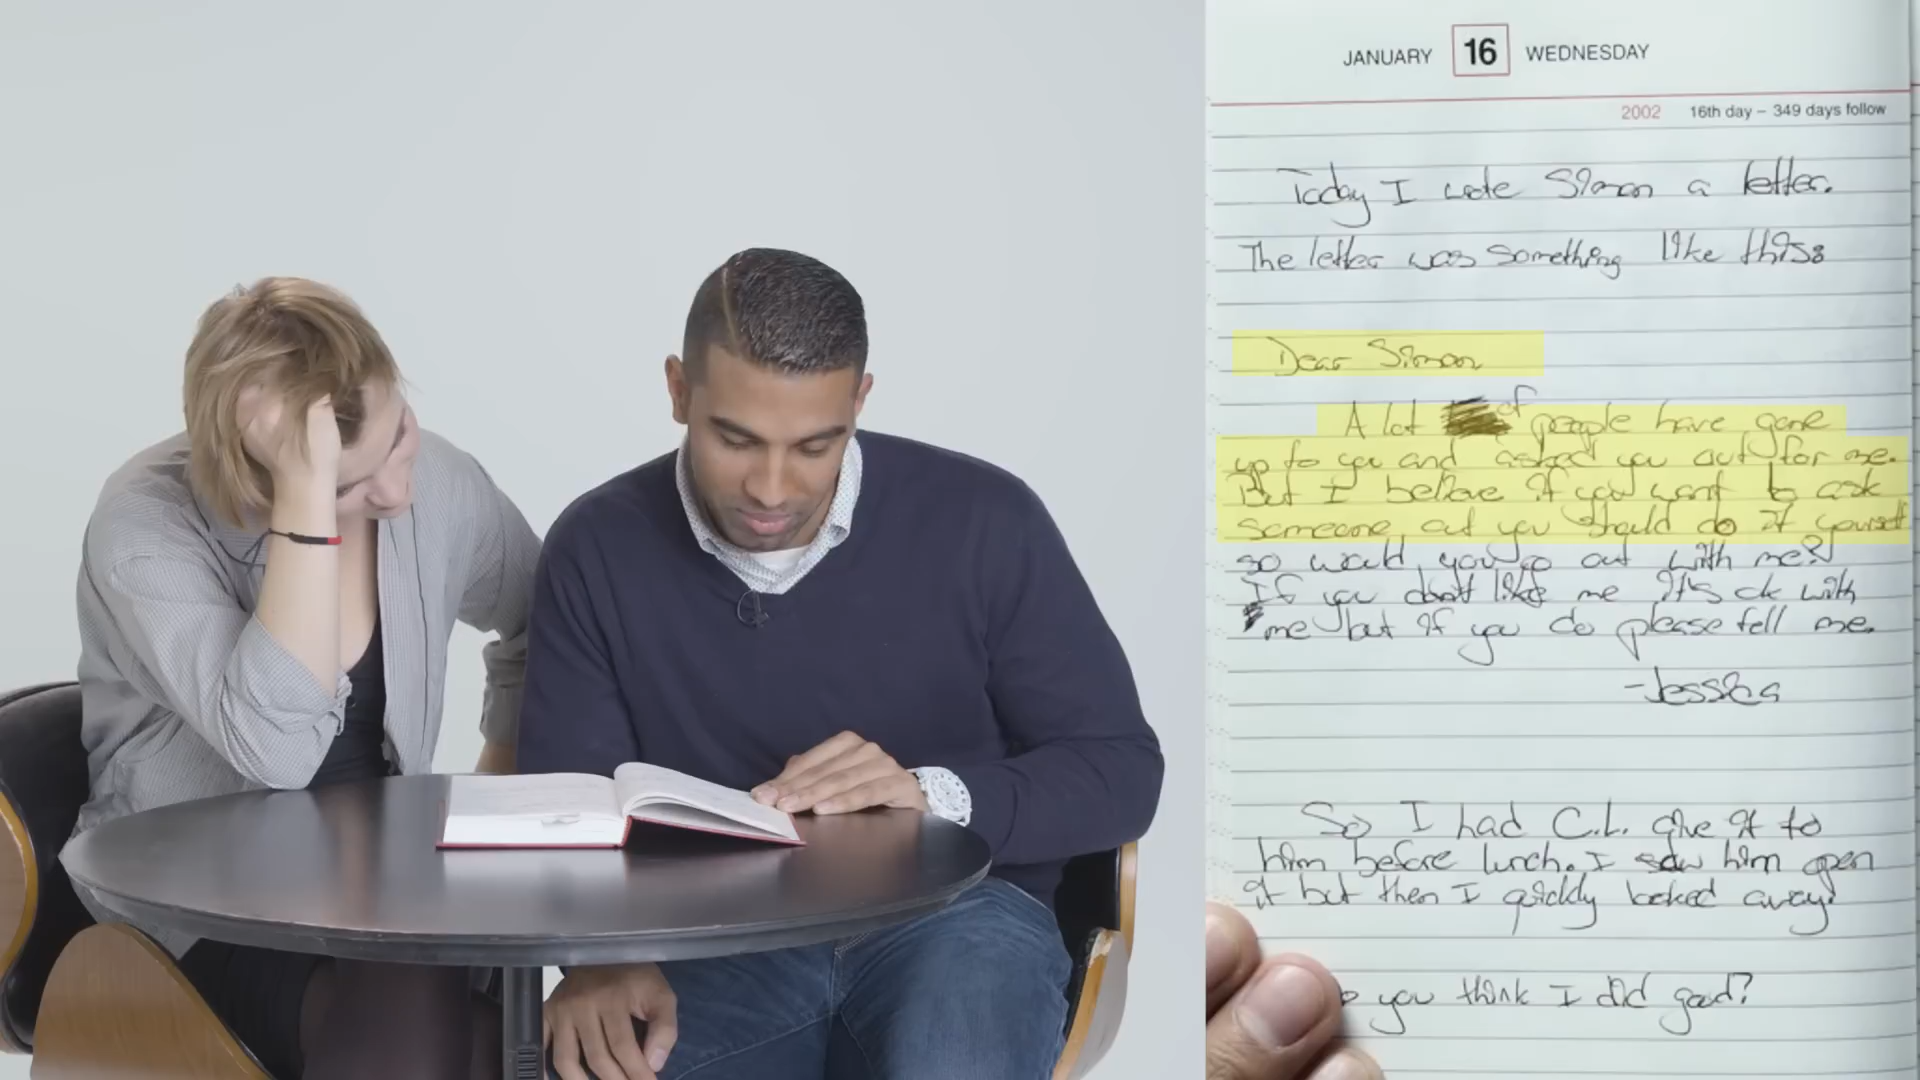 JANUARY 16 WEDNESDAY
2002 16th day – 349 days follow
Today I wrote Simon a letter.
The letter was something like this:
Dear Simon
A lot of people have gone
up to you and asked you out for me.
But I believe if you want to ask
someone out you should do it yourself
so would you go out with me?
If you don't like me it's ok with
me but if you do please tell me.
-Jessica
So I had C.L. give it to
him before lunch. I saw him open
it but then I quickly looked away!
you think I did good?